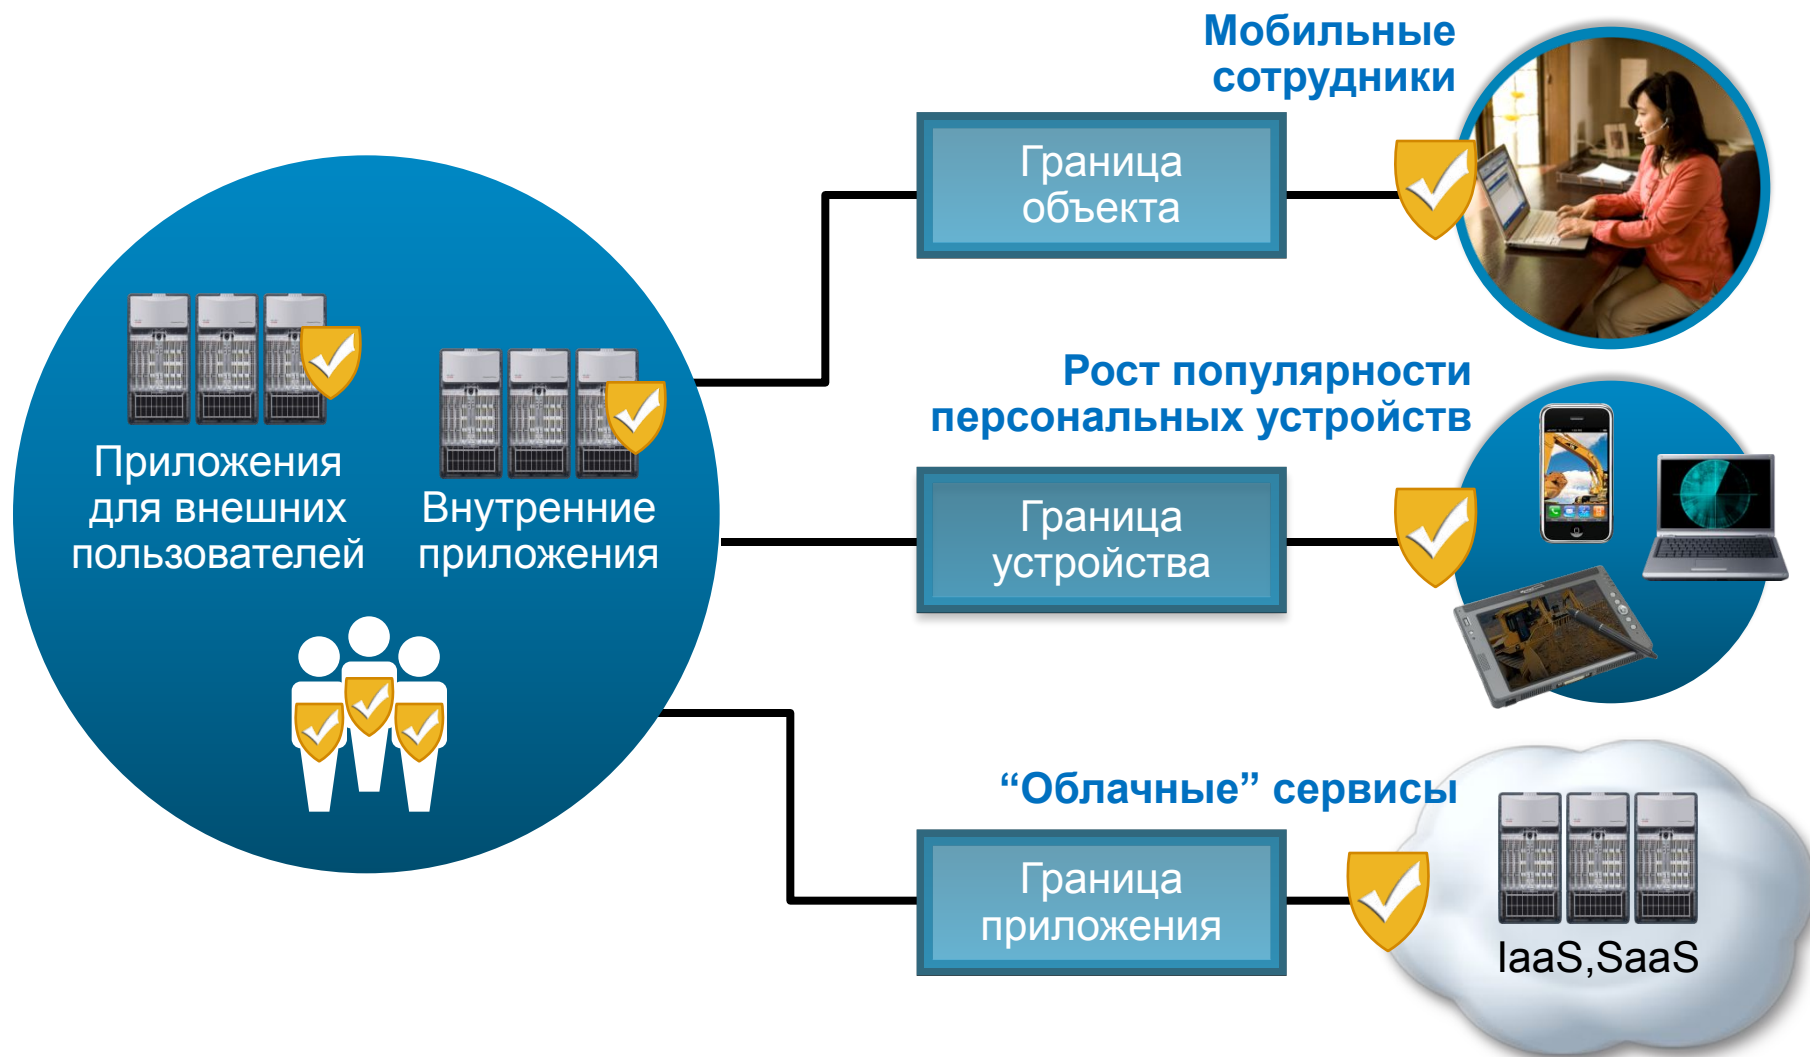 Мобильные
сотрудники
Граница
объекта
Приложения
для внешних
пользователей
Внутренние
приложения
Рост популярности
персональных устройств
Граница
устройства
“Облачные” сервисы
Граница
приложения
IaaS,SaaS